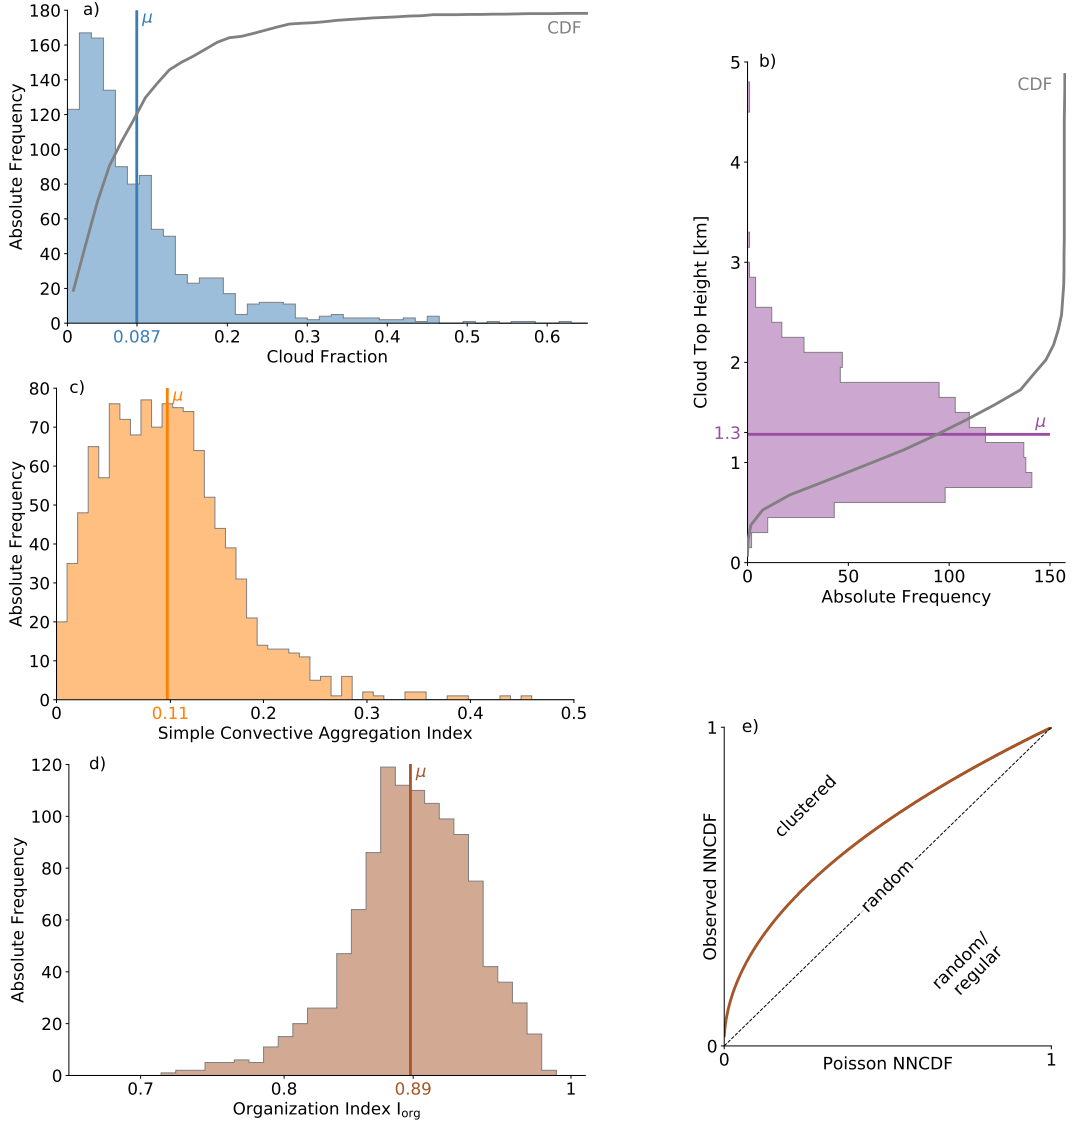 a)
μ
CDF
180
160
140
120
100
80
60
40
20
0
Absolute Frequency
0 0.087 0.2 0.3 0.4 0.5 0.6
Cloud Fraction
b)
CDF
5
4
3
2
1.3
1
0
μ
Cloud Top Height [km]
0 50 100 150
Absolute Frequency
c)
μ
80
70
60
50
40
30
20
10
0
Absolute Frequency
0 0.11 0.2 0.3 0.4 0.5
Simple Convective Aggregation Index
d)
μ
120
100
80
60
40
20
0
Absolute Frequency
0.7 0.8 0.89 1
Organization Index Iorg
e)
1
0
Observed NNCDF
clustered
random
random/
regular
0 1
Poisson NNCDF